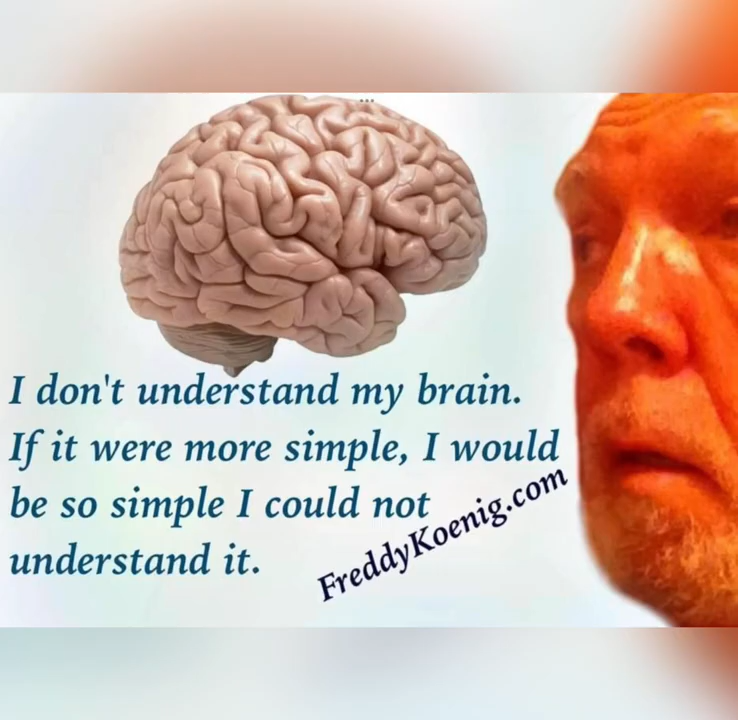 I don't understand my brain.
If it were more simple, I would
be so simple I could not
understand it.
FreddyKoenig.com